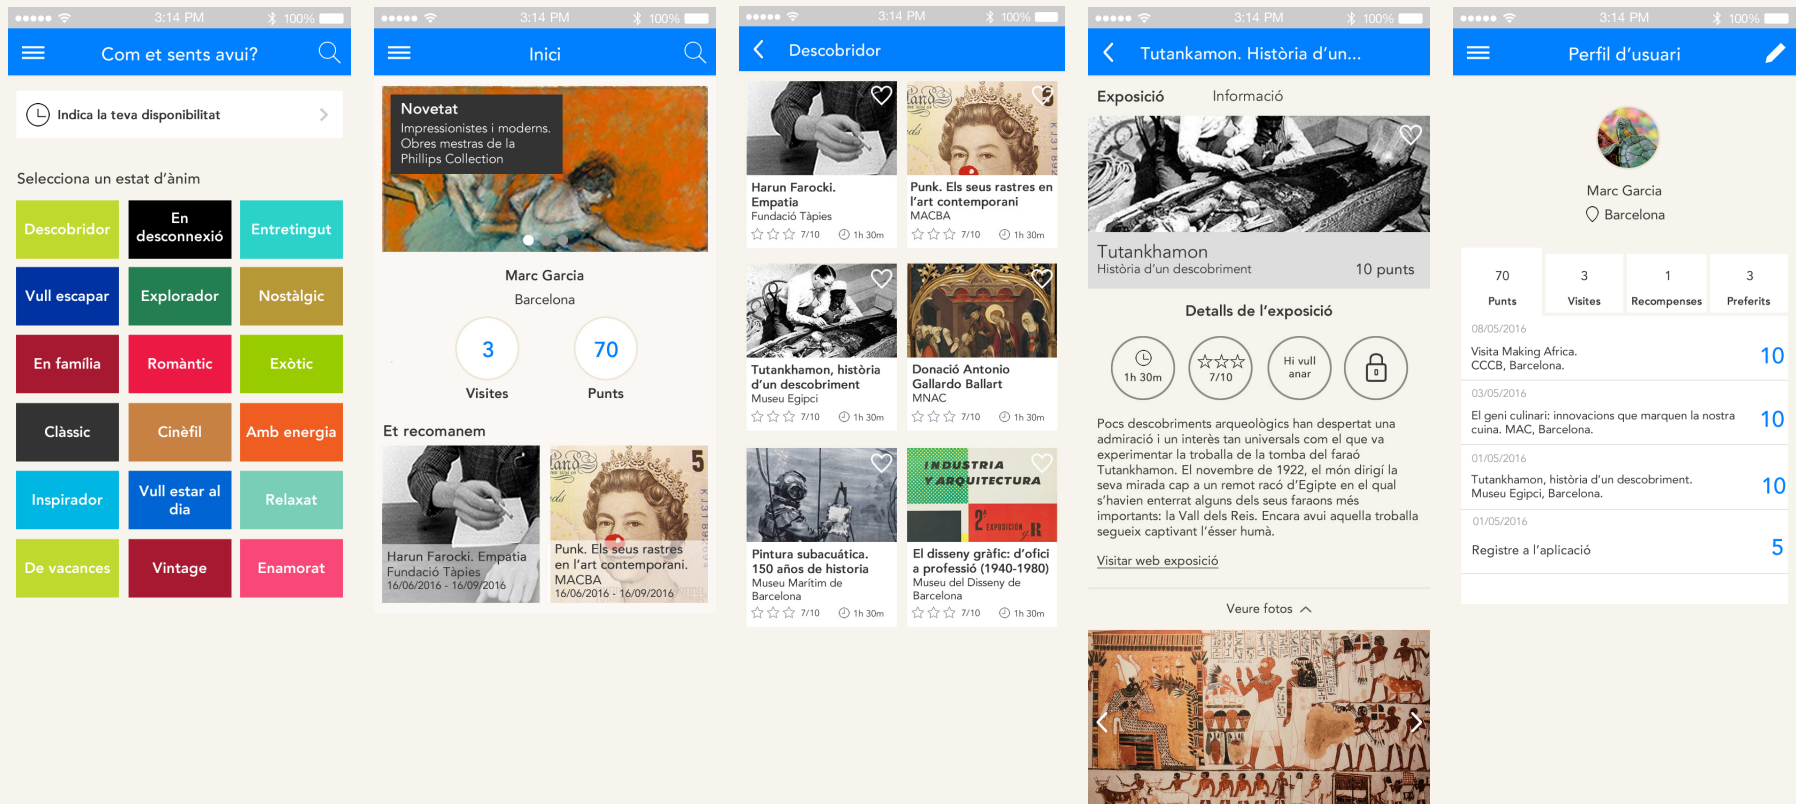 3:14 PM
100%
Com et sents avui?
Indica la teva disponibilitat
Selecciona un estat d'ànim
Descobridor
En
desconnexió
Entretingut
Vull escapar
Explorador
Nostàlgic
En família
Romàntic
Exòtic
Clàssic
Cinèfil
Amb energia
Inspirador
Vull estar al
dia
Relaxat
De vacances
Vintage
Enamorat
3:14 PM
100%
Inici
Novetat
Impressionistes i moderns.
Obres mestras de la
Phillips Collection
Marc Garcia
Barcelona
3
70
Visites
Punts
Et recomanem
Harun Farocki. Empatia
Fundació Tàpies
16/06/2016 - 16/09/2016
5
Punk. Els seus rastres
en l'art contemporani.
MACBA
16/06/2016 - 16/09/2016
3:14 PM
100%
Descobridor
Harun Farocki.
Empatia
Fundació Tàpies
7/10
1h 30m
Punk. Els seus rastres en
l'art contemporani
MACBA
7/10
1h 30m
Tutankhamon, història
d'un descobriment
Museu Egipci
7/10
1h 30m
Donació Antonio
Gallardo Ballart
MNAC
7/10
1h 30m
Pintura subacuática.
150 años de historia
Museu Marítim de
Barcelona
7/10
1h 30m
INDUSTRIA
Y ARQUITECTURA
2ª EXPOSICIÓN R
El disseny gràfic: d'ofici
a professió (1940-1980)
Museu del Disseny de
Barcelona
7/10
1h 30m
3:14 PM
100%
Tutankamon. Història d'un...
Exposició
Informació
Tutankhamon
Història d'un descobriment
10 punts
Detalls de l'exposició
1h 30m
7/10
Hi vull
anar
Pocs descobriments arqueològics han despertat una
admiració i un interès tan universals com el que va
experimentar la troballa de la tomba del faraó
Tutankhamon. El novembre de 1922, el món dirigí la
seva mirada cap a un remot racó d'Egipte en el qual
s'havien enterrat alguns dels seus faraons més
importants: la Vall dels Reis. Encara avui aquella troballa
segueix captivant l'ésser humà.
Visitar web exposició
Veure fotos
3:14 PM
100%
Perfil d'usuari
Marc Garcia
Barcelona
70
Punts
3
Visites
1
Recompenses
3
Preferits
08/05/2016
Visita Making Africa.
CCCB, Barcelona.
10
03/05/2016
El geni culinari: innovacions que marquen la nostra
cuina. MAC, Barcelona.
10
01/05/2016
Tutankhamon, història d'un descobriment.
Museu Egipci, Barcelona.
10
01/05/2016
Registre a l'aplicació
5